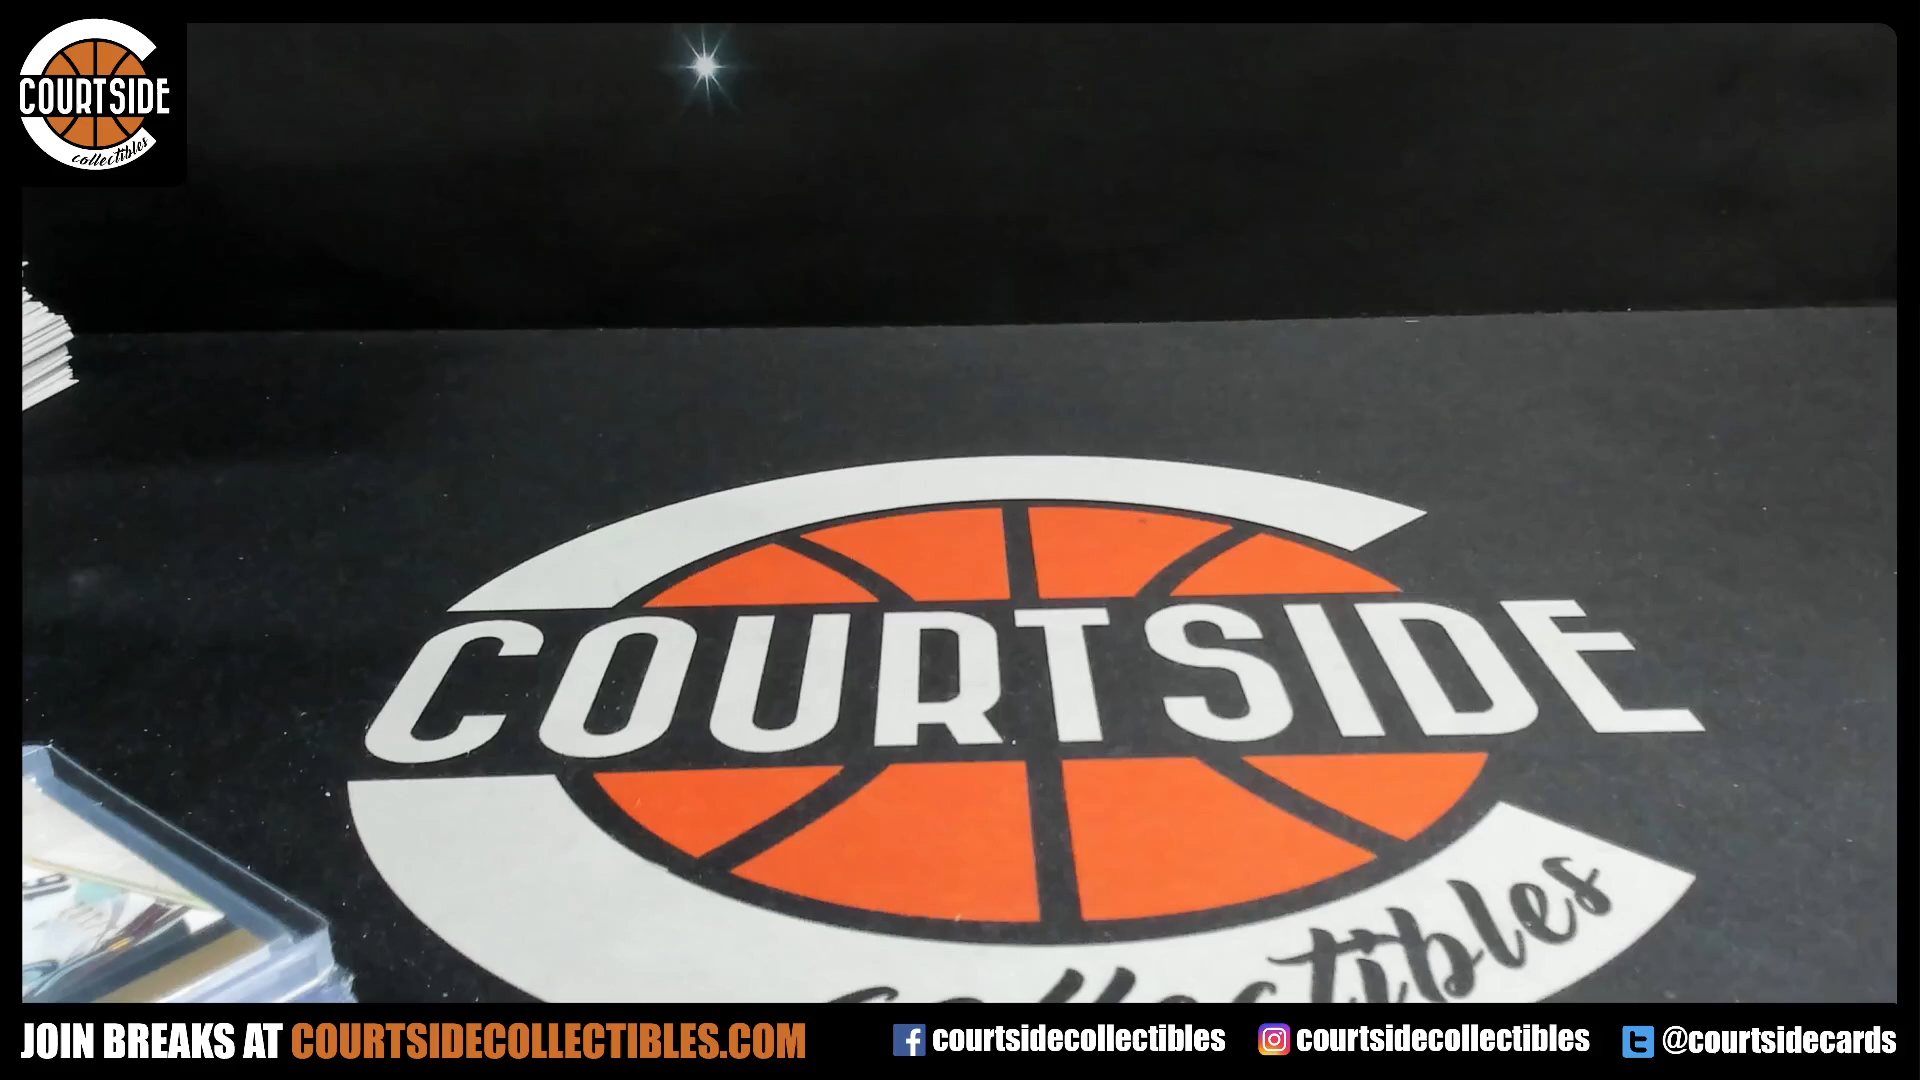 COURTSIDE
collectibles
COURTSIDE
collectibles
JOIN BREAKS AT COURTSIDECOLLECTIBLES.COM
courtsidecollectibles
courtsidecollectibles
@courtsidecards